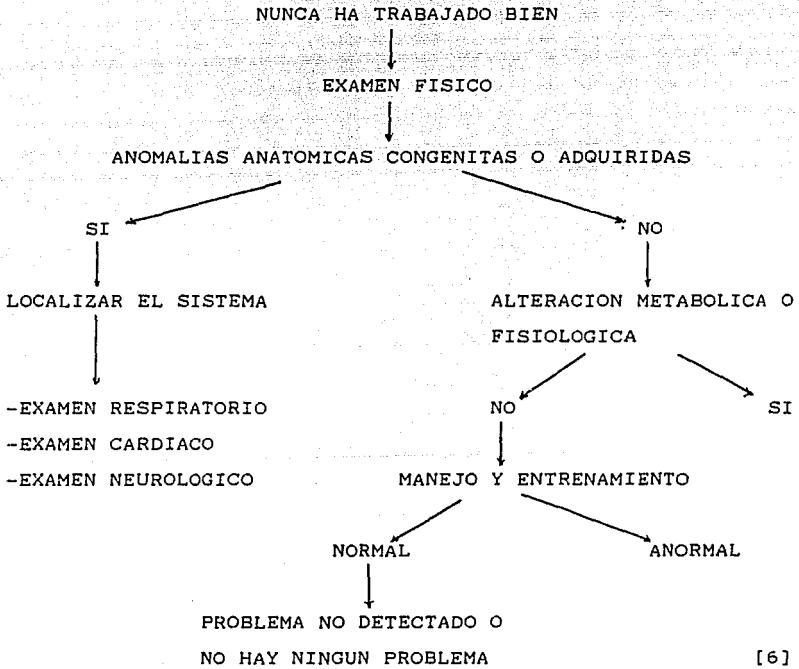 NUNCA HA TRABAJADO BIEN
EXAMEN FISICO
ANOMALIAS ANATOMICAS CONGENITAS O ADQUIRIDAS
SI
NO
LOCALIZAR EL SISTEMA
ALTERACION METABOLICA O
FISIOLOGICA
-EXAMEN RESPIRATORIO
-EXAMEN CARDIACO
-EXAMEN NEUROLOGICO
NO
SI
MANEJO Y ENTRENAMIENTO
NORMAL
ANORMAL
PROBLEMA NO DETECTADO O
NO HAY NINGUN PROBLEMA
[6]